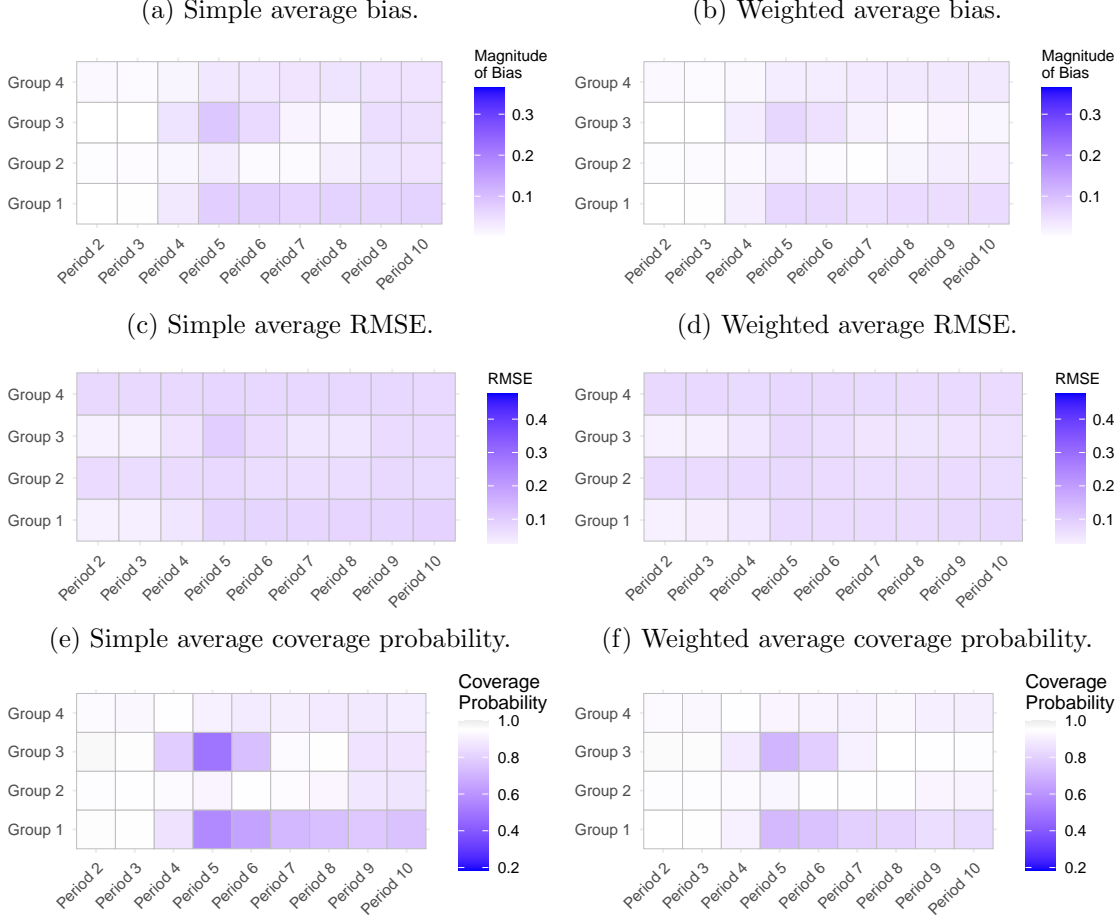 (a) Simple average bias.
Magnitude
of Bias
0.3
0.2
0.1
Group 4
Group 3
Group 2
Group 1
Period 2
Period 3
Period 4
Period 5
Period 6
Period 7
Period 8
Period 9
Period 10
(b) Weighted average bias.
Magnitude
of Bias
0.3
0.2
0.1
Group 4
Group 3
Group 2
Group 1
Period 2
Period 3
Period 4
Period 5
Period 6
Period 7
Period 8
Period 9
Period 10
(c) Simple average RMSE.
RMSE
0.4
0.3
0.2
0.1
Group 4
Group 3
Group 2
Group 1
Period 2
Period 3
Period 4
Period 5
Period 6
Period 7
Period 8
Period 9
Period 10
(d) Weighted average RMSE.
RMSE
0.4
0.3
0.2
0.1
Group 4
Group 3
Group 2
Group 1
Period 2
Period 3
Period 4
Period 5
Period 6
Period 7
Period 8
Period 9
Period 10
(e) Simple average coverage probability.
Coverage
Probability
1.0
0.8
0.6
0.4
0.2
Group 4
Group 3
Group 2
Group 1
Period 2
Period 3
Period 4
Period 5
Period 6
Period 7
Period 8
Period 9
Period 10
(f) Weighted average coverage probability.
Coverage
Probability
1.0
0.8
0.6
0.4
0.2
Group 4
Group 3
Group 2
Group 1
Period 2
Period 3
Period 4
Period 5
Period 6
Period 7
Period 8
Period 9
Period 10